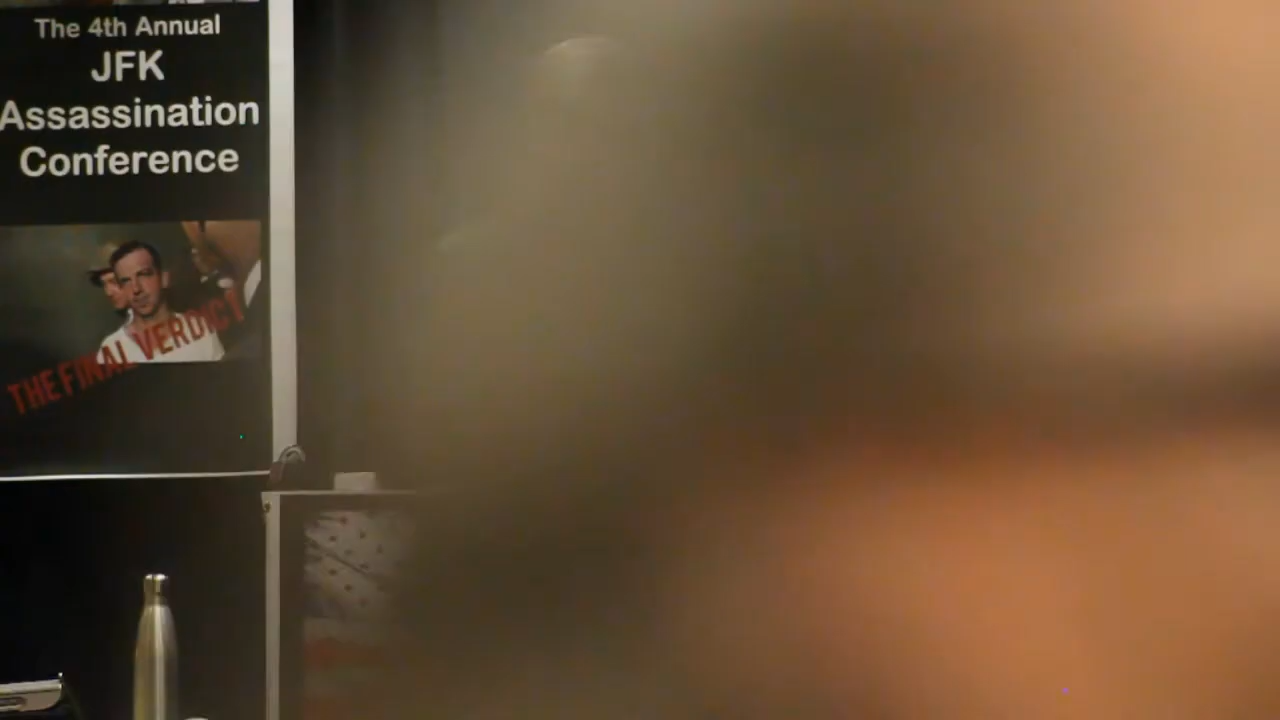 The 4th Annual
JFK
Assassination
Conference
THE FINAL VERDICT